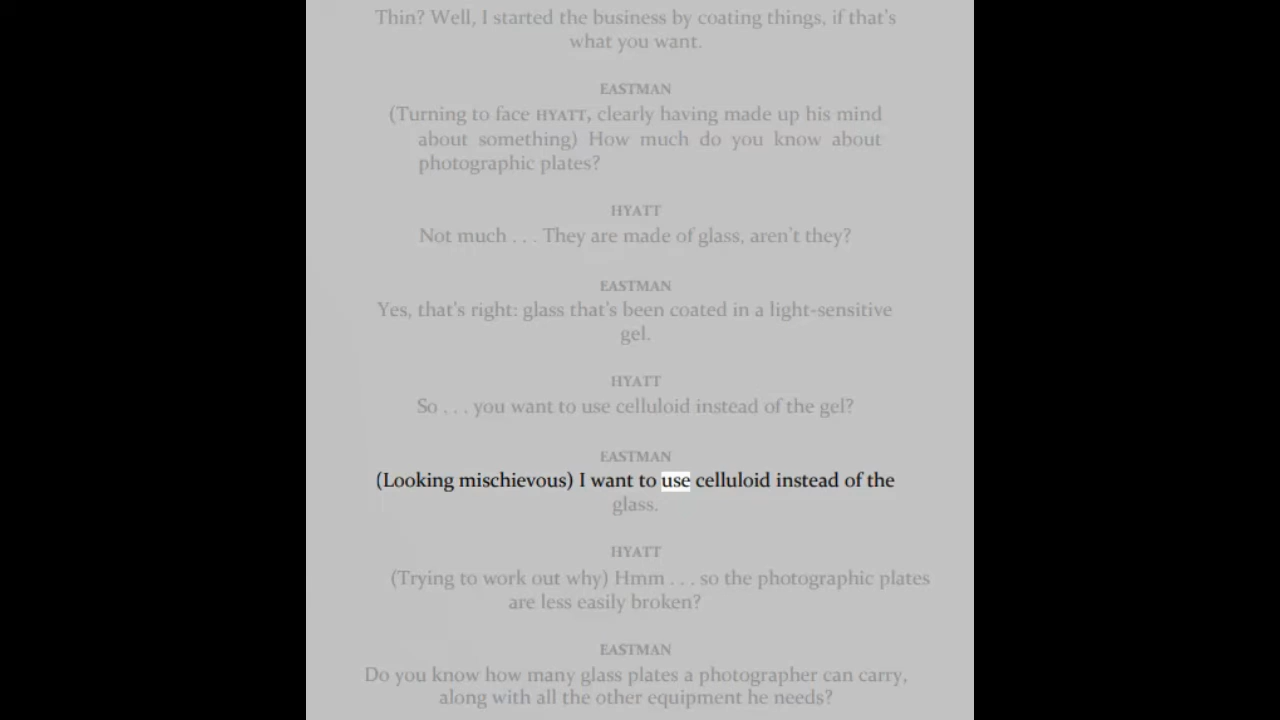 Thin? Well, I started the business by coating things, if that's
what you want.
EASTMAN
(Turning to face HYATT, clearly having made up his mind
about something) How much do you know about
photographic plates?
HYATT
Not much . . . They are made of glass, aren't they?
EASTMAN
Yes, that's right: glass that's been coated in a light-sensitive
gel.
HYATT
So . . . you want to use celluloid instead of the gel?
EASTMAN
(Looking mischievous) I want to use celluloid instead of the
glass.
HYATT
(Trying to work out why) Hmm . . . so the photographic plates
are less easily broken?
EASTMAN
Do you know how many glass plates a photographer can carry,
along with all the other equipment he needs?